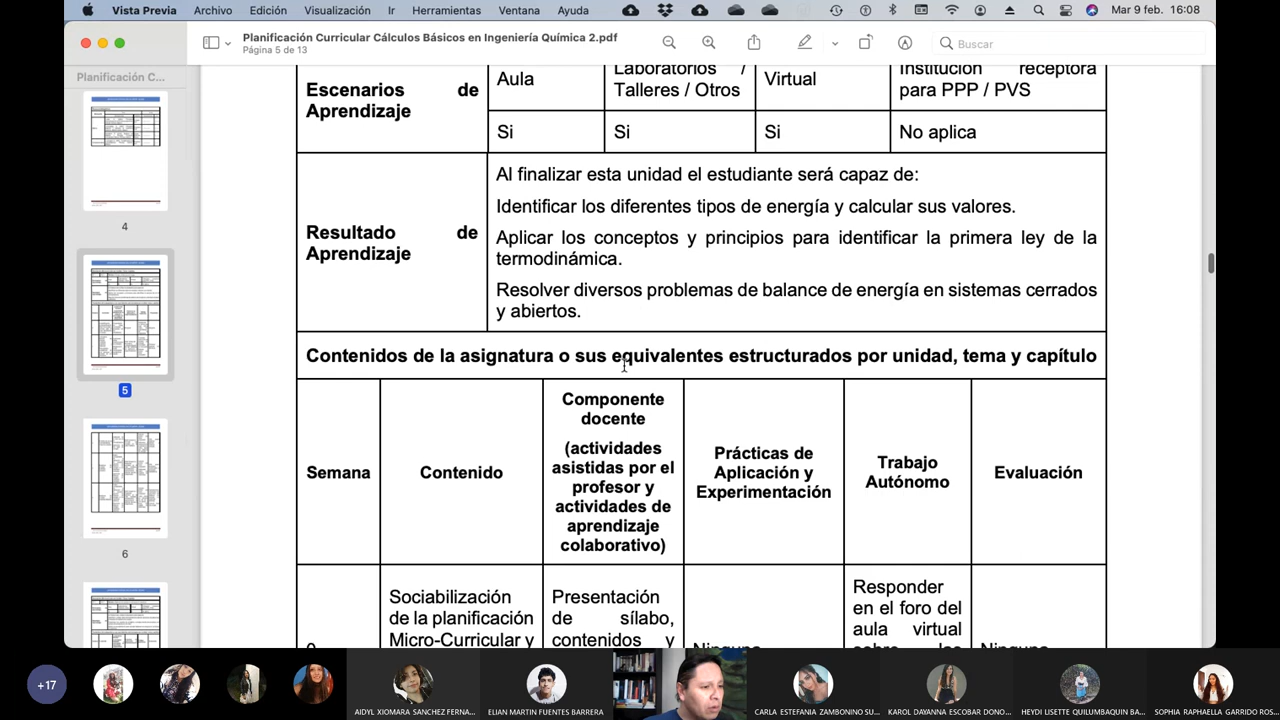 Vista Previa Archivo Edición Visualización Ir Herramientas Ventana Ayuda Mar 9 feb. 16:08
Planificación Curricular Cálculos Básicos en Ingeniería Química 2.pdf
Página 5 de 13
Buscar
Planificación C...
4
5
6
Escenarios de Aprendizaje
Aula
Laboratorios /
Talleres / Otros
Virtual
Institución receptora
para PPP / PVS
Si Si Si No aplica
Resultado de
Aprendizaje
Al finalizar esta unidad el estudiante será capaz de:
Identificar los diferentes tipos de energía y calcular sus valores.
Aplicar los conceptos y principios para identificar la primera ley de la
termodinámica.
Resolver diversos problemas de balance de energía en sistemas cerrados
y abiertos.
Contenidos de la asignatura o sus equivalentes estructurados por unidad, tema y capítulo
Semana
Contenido
Componente
docente
(actividades
asistidas por el
profesor y
actividades de
aprendizaje
colaborativo)
Prácticas de
Aplicación y
Experimentación
Trabajo
Autónomo
Evaluación
0
Sociabilización
de la planificación
Micro-Curricular y
Presentación
de sílabo,
contenidos y
Ninguna
Responder
en el foro del
aula virtual
sobre las
Ninguna
+17
AIDYL XIOMARA SANCHEZ FERNA...
ELIAN MARTIN FUENTES BARRERA
CARLA ESTEFANIA ZAMBONINO SU...
KAROL DAYANNA ESCOBAR DONO...
HEYDI LISETTE QUILUMBAQUIN BA...
SOPHIA RAPHAELLA GARRIDO ROS...